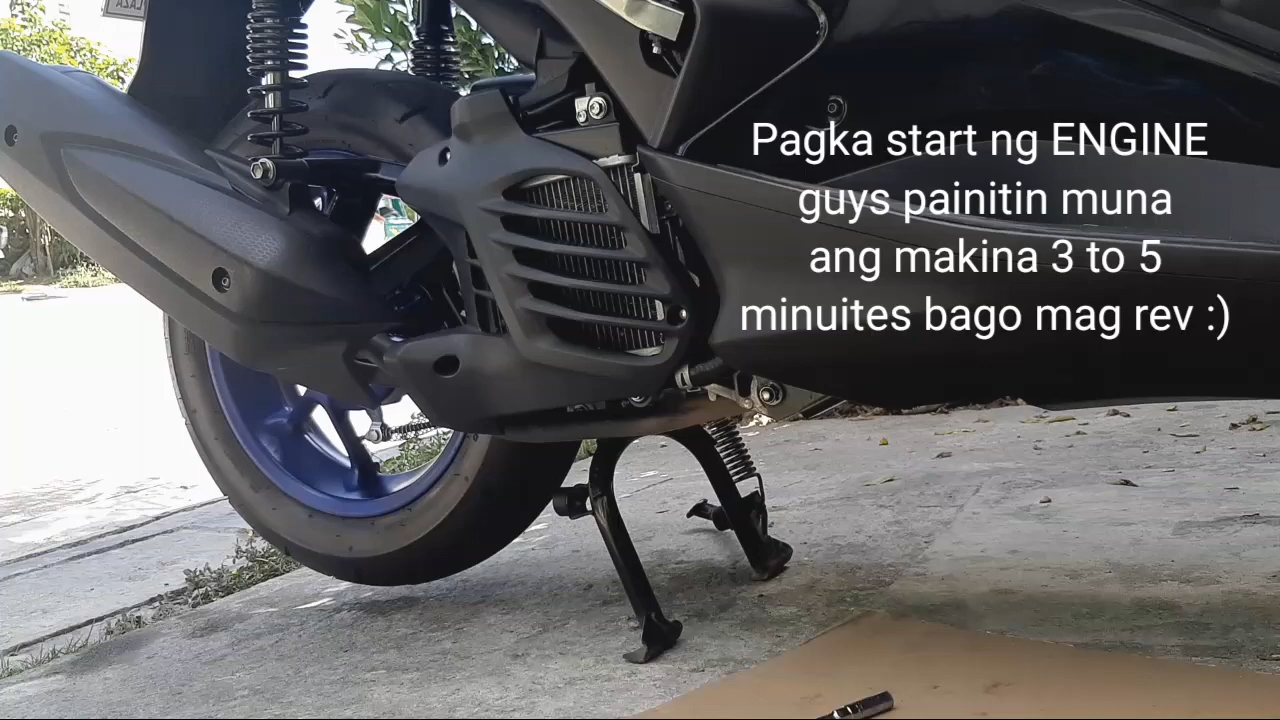 Pagka start ng ENGINE
guys painitin muna
ang makina 3 to 5
minuites bago mag rev :)